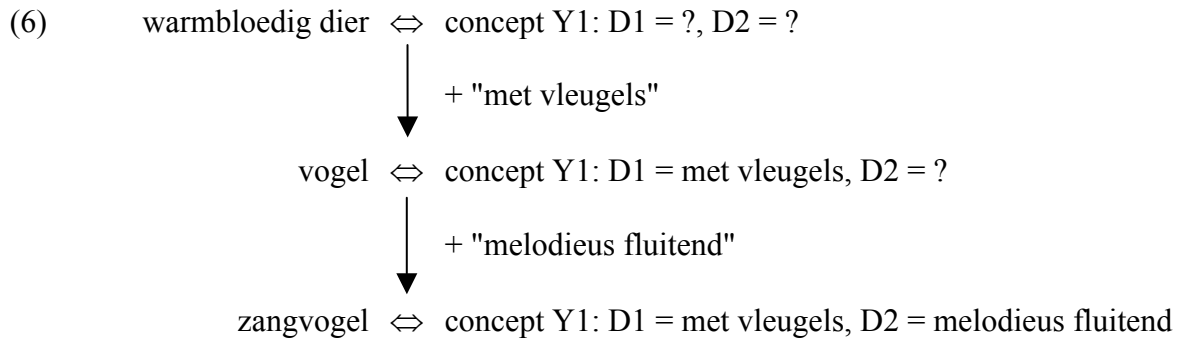 (6) warmbloedig dier ⇔ concept Y1: D1 = ?, D2 = ?
+ "met vleugels"
vogel ⇔ concept Y1: D1 = met vleugels, D2 = ?
+ "melodieus fluitend"
zangvogel ⇔ concept Y1: D1 = met vleugels, D2 = melodieus fluitend